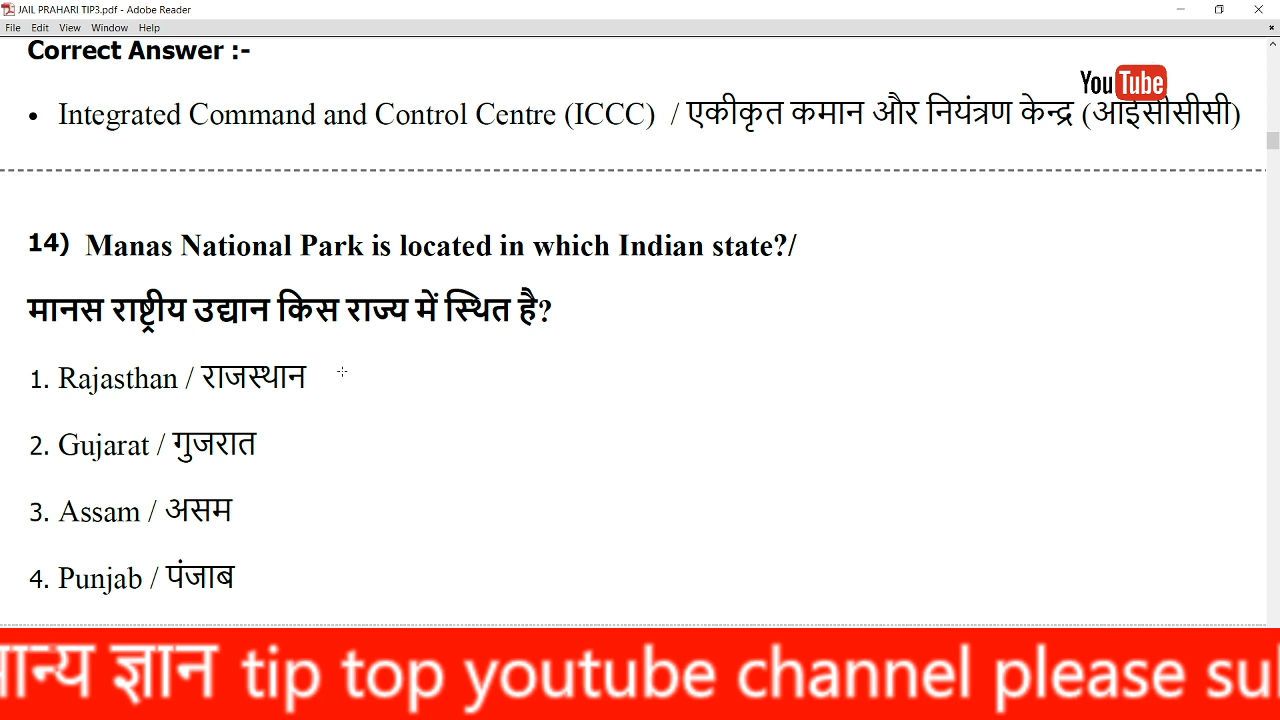 JAIL PRAHARI TIP3.pdf - Adobe Reader
File Edit View Window Help
Correct Answer :-
YouTube
• Integrated Command and Control Centre (ICCC) / एकीकृत कमान और नियंत्रण केन्द्र (आईसीसीसी)
14) Manas National Park is located in which Indian state?/
मानस राष्ट्रीय उद्यान किस राज्य में स्थित है?
1. Rajasthan / राजस्थान
2. Gujarat / गुजरात
3. Assam / असम
4. Punjab / पंजाब
ज्ञान tip top youtube channel please